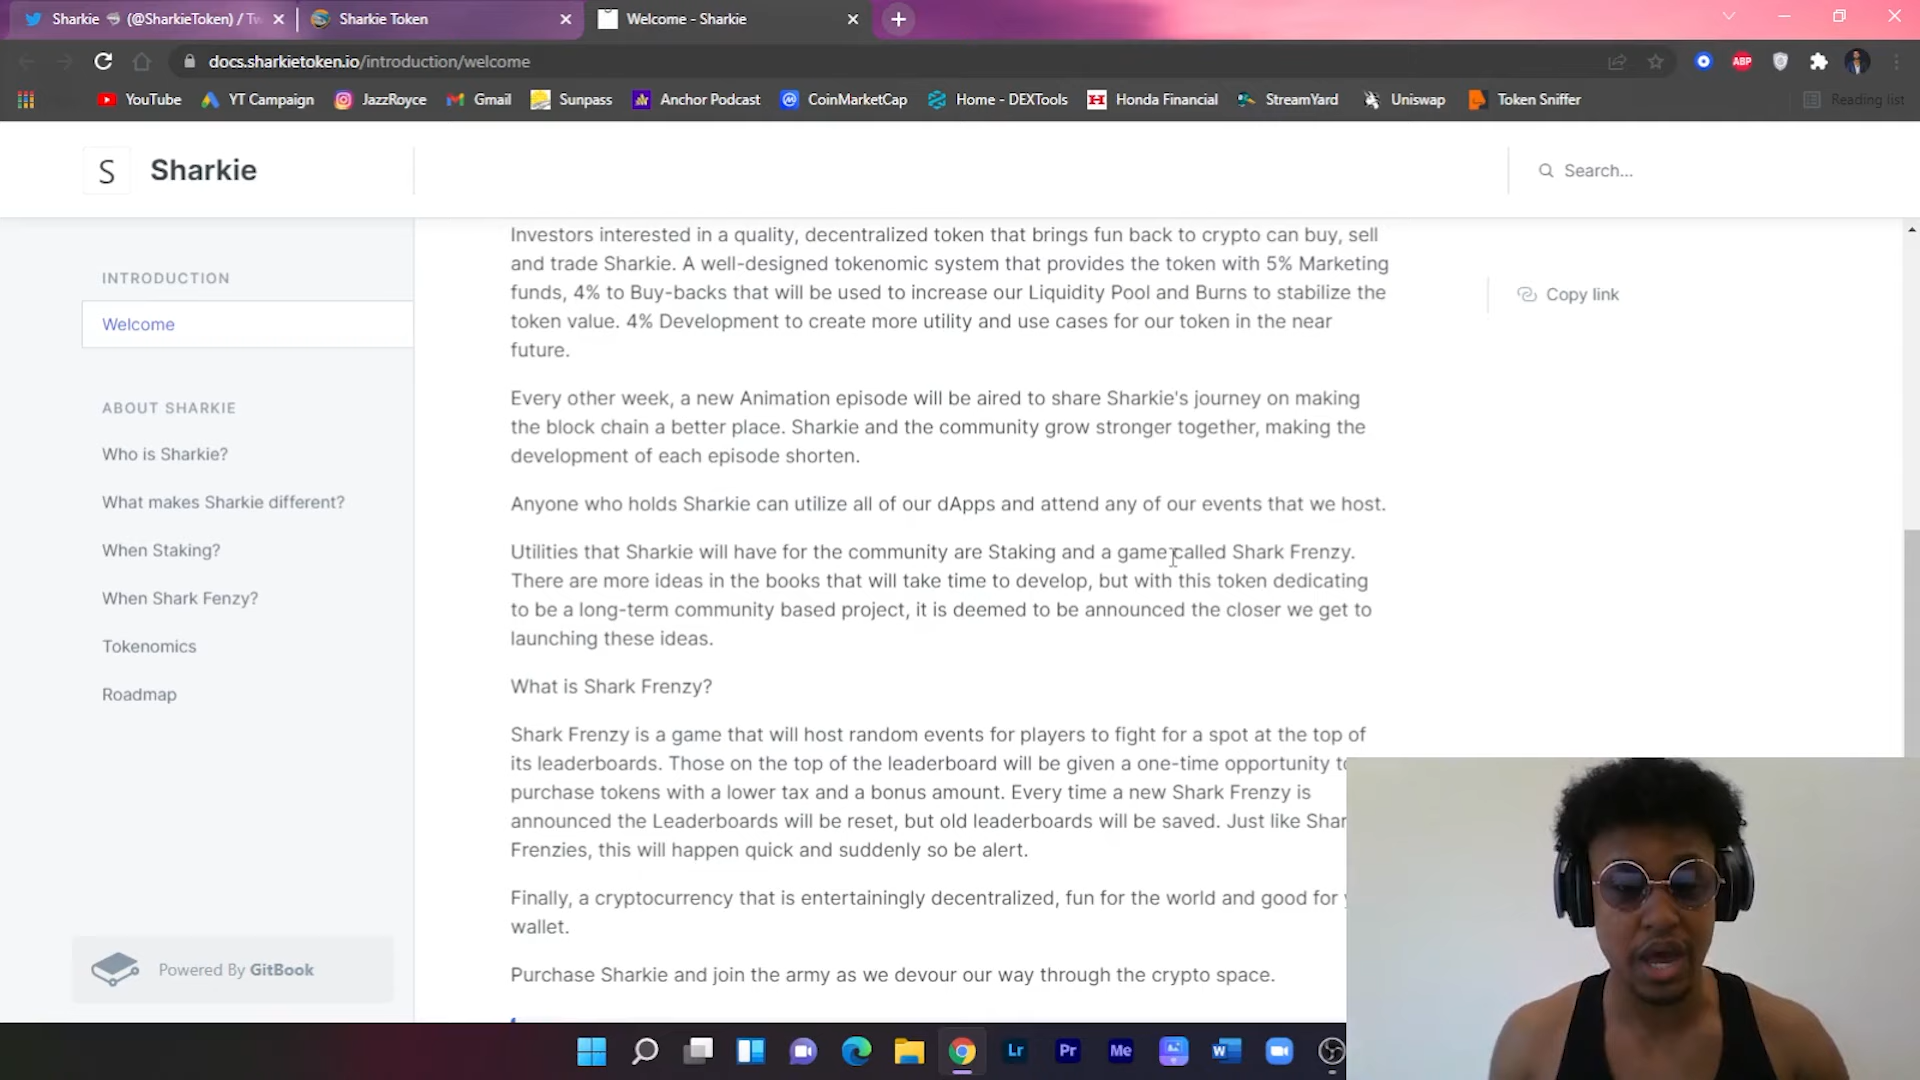 Sharkie 🦈 (@SharkieToken) / Tw
Sharkie Token
Welcome - Sharkie
docs.sharkietoken.io/introduction/welcome
ABP
YouTube
YT Campaign
JazzRoyce
Gmail
Sunpass
Anchor Podcast
CoinMarketCap
Home - DEXTools
Honda Financial
StreamYard
Uniswap
Token Sniffer
Reading list
S
Sharkie
Search...
INTRODUCTION
Welcome
ABOUT SHARKIE
Who is Sharkie?
What makes Sharkie different?
When Staking?
When Shark Fenzy?
Tokenomics
Roadmap
Powered By GitBook
Investors interested in a quality, decentralized token that brings fun back to crypto can buy, sell
and trade Sharkie. A well-designed tokenomic system that provides the token with 5% Marketing
funds, 4% to Buy-backs that will be used to increase our Liquidity Pool and Burns to stabilize the
token value. 4% Development to create more utility and use cases for our token in the near
future.
Every other week, a new Animation episode will be aired to share Sharkie's journey on making
the block chain a better place. Sharkie and the community grow stronger together, making the
development of each episode shorten.
Anyone who holds Sharkie can utilize all of our dApps and attend any of our events that we host.
Utilities that Sharkie will have for the community are Staking and a game called Shark Frenzy.
There are more ideas in the books that will take time to develop, but with this token dedicating
to be a long-term community based project, it is deemed to be announced the closer we get to
launching these ideas.
What is Shark Frenzy?
Shark Frenzy is a game that will host random events for players to fight for a spot at the top of
its leaderboards. Those on the top of the leaderboard will be given a one-time opportunity
purchase tokens with a lower tax and a bonus amount. Every time a new Shark Frenzy is
announced the Leaderboards will be reset, but old leaderboards will be saved. Just like Shar
Frenzies, this will happen quick and suddenly so be alert.
Finally, a cryptocurrency that is entertainingly decentralized, fun for the world and good for
wallet.
Purchase Sharkie and join the army as we devour our way through the crypto space.
Copy link
Lr
Pr
Me
W